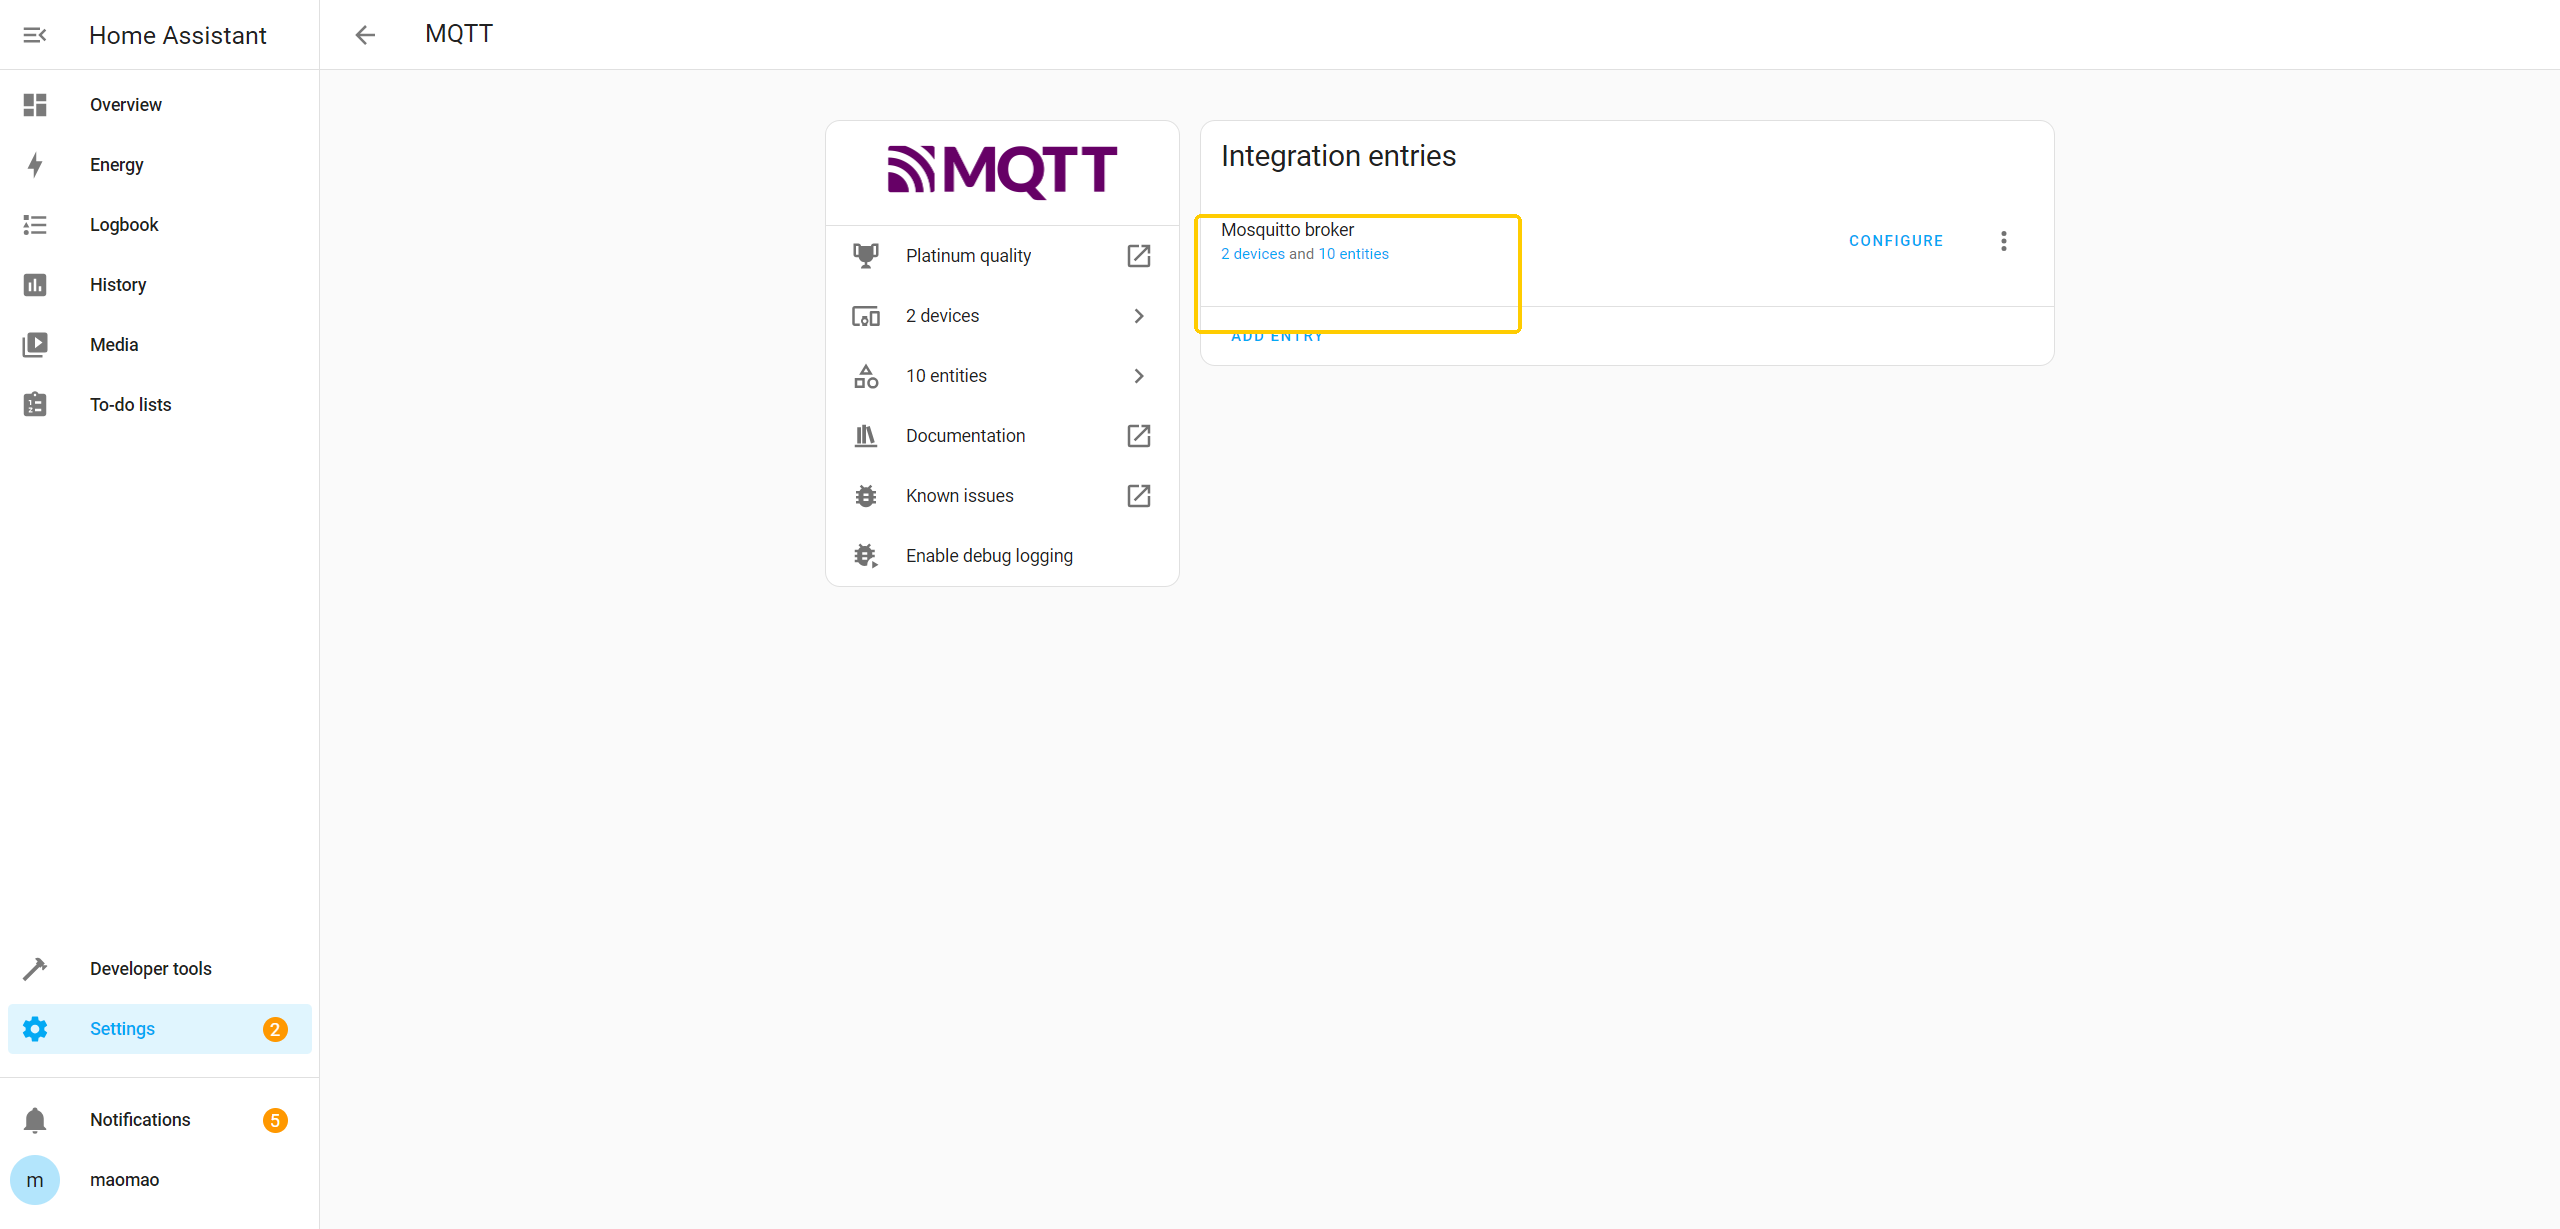 Home Assistant
Overview
Energy
Logbook
History
Media
To-do lists
Developer tools
Settings
2
Notifications
5
m
maomao
MQTT
MQTT
Platinum quality
2 devices
10 entities
Documentation
Known issues
Enable debug logging
Integration entries
Mosquitto broker
2 devices and 10 entities
CONFIGURE
ADD ENTRY